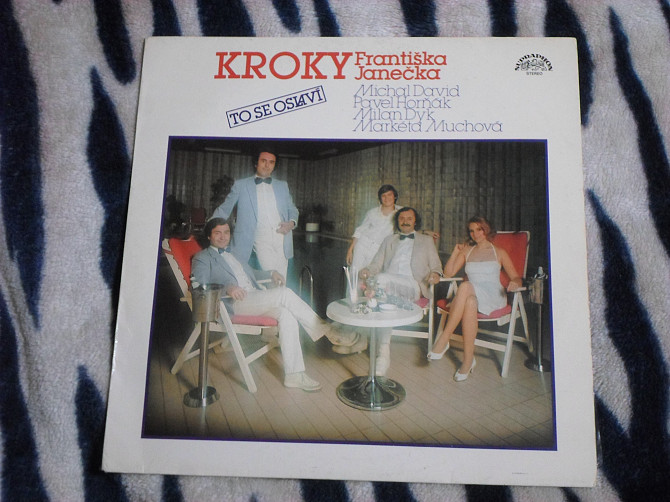 KROKY Františka
Janečka
Michal David
Pavel Horňák
Milan Dyk
Markéta Muchová
TO SE OSLAVÍ
SUPRAPHON
STEREO